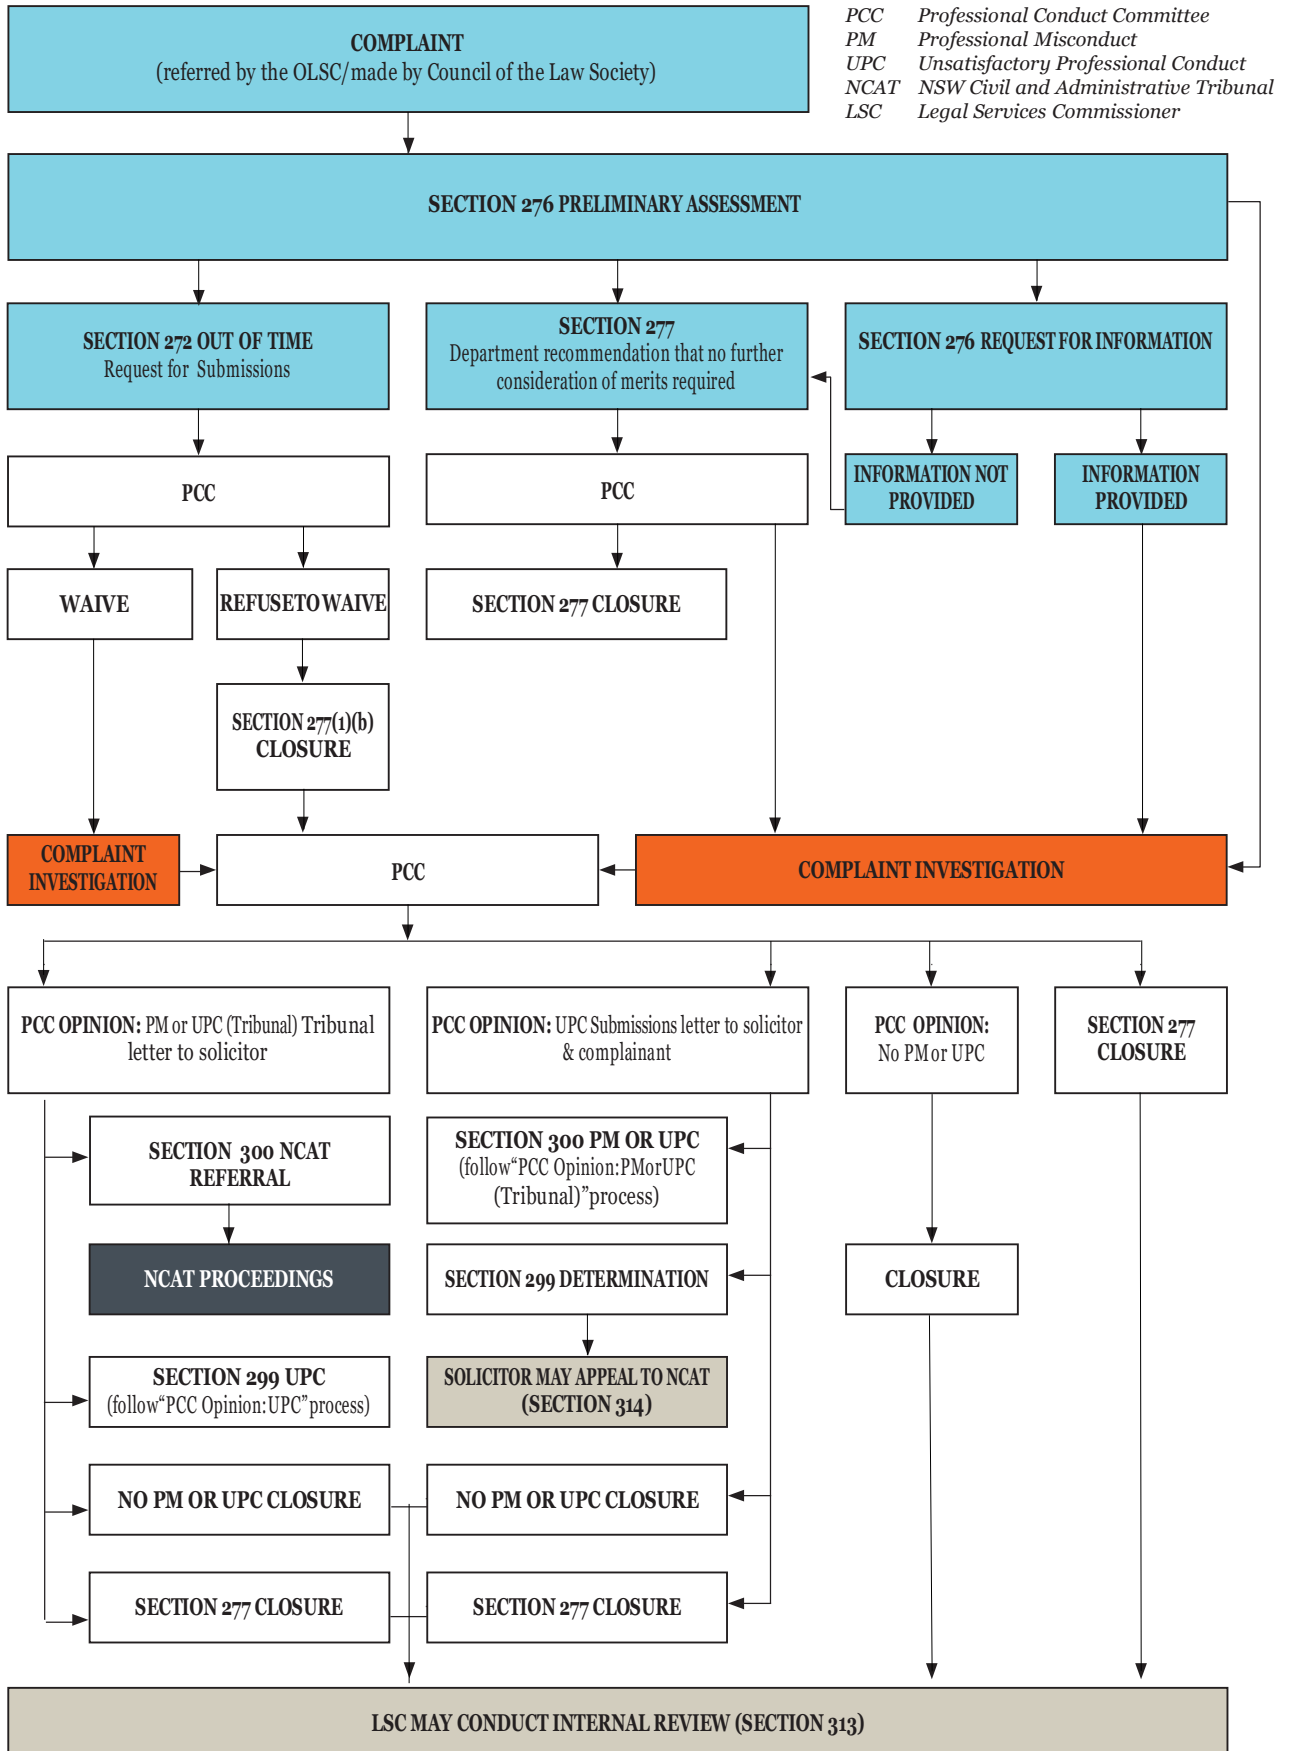 COMPLAINT
(referred by the OLSC/made by Council of the Law Society)
PCC Professional Conduct Committee
PM Professional Misconduct
UPC Unsatisfactory Professional Conduct
NCAT NSW Civil and Administrative Tribunal
LSC Legal Services Commissioner
SECTION 276 PRELIMINARY ASSESSMENT
SECTION 272 OUT OF TIME
Request for Submissions
SECTION 277
Department recommendation that no further
consideration of merits required
SECTION 276 REQUEST FOR INFORMATION
PCC
PCC
INFORMATION NOT
PROVIDED
INFORMATION
PROVIDED
WAIVE
REFUSETO WAIVE
SECTION 277 CLOSURE
SECTION 277(1)(b)
CLOSURE
COMPLAINT
INVESTIGATION
PCC
COMPLAINT INVESTIGATION
PCC OPINION: PM or UPC (Tribunal) Tribunal
letter to solicitor
PCC OPINION: UPC Submissions letter to solicitor
& complainant
PCC OPINION:
No PM or UPC
SECTION 277
CLOSURE
SECTION 300 NCAT
REFERRAL
SECTION 300 PM OR UPC
(follow“PCC Opinion:PMorUPC
(Tribunal)”process)
NCAT PROCEEDINGS
SECTION 299 DETERMINATION
CLOSURE
SECTION 299 UPC
(follow“PCC Opinion:UPC”process)
SOLICITOR MAY APPEAL TO NCAT
(SECTION 314)
NO PM OR UPC CLOSURE
NO PM OR UPC CLOSURE
SECTION 277 CLOSURE
SECTION 277 CLOSURE
LSC MAY CONDUCT INTERNAL REVIEW (SECTION 313)